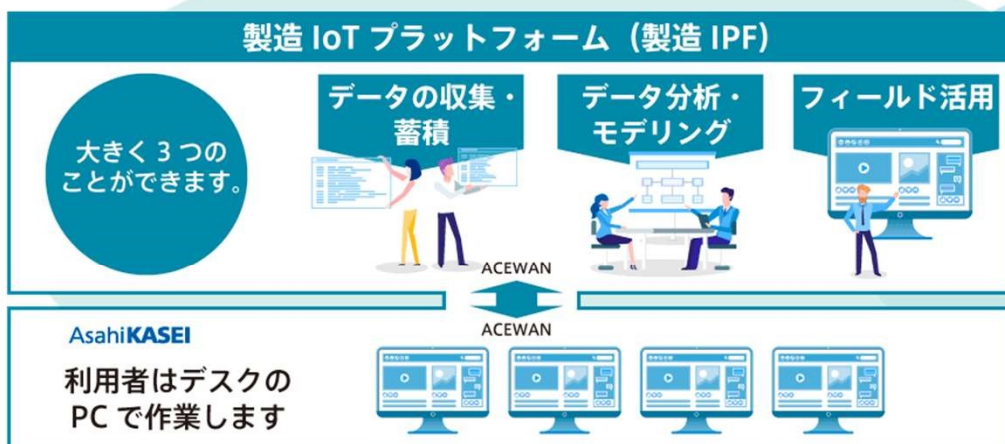 製造 IoT プラットフォーム（製造 IPF）
大きく 3 つの
ことができます。
データの収集・
蓄積
データ分析・
モデリング
フィールド活用
ACEWAN
ACEWAN
AsahiKASEI
利用者はデスクの
PC で作業します